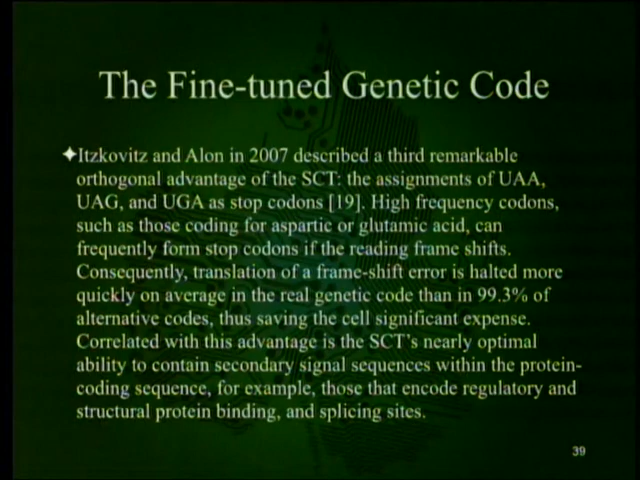 The Fine-tuned Genetic Code
✦Itzkovitz and Alon in 2007 described a third remarkable
orthogonal advantage of the SCT: the assignments of UAA,
UAG, and UGA as stop codons [19]. High frequency codons,
such as those coding for aspartic or glutamic acid, can
frequently form stop codons if the reading frame shifts.
Consequently, translation of a frame-shift error is halted more
quickly on average in the real genetic code than in 99.3% of
alternative codes, thus saving the cell significant expense.
Correlated with this advantage is the SCT's nearly optimal
ability to contain secondary signal sequences within the protein-
coding sequence, for example, those that encode regulatory and
structural protein binding, and splicing sites.
39